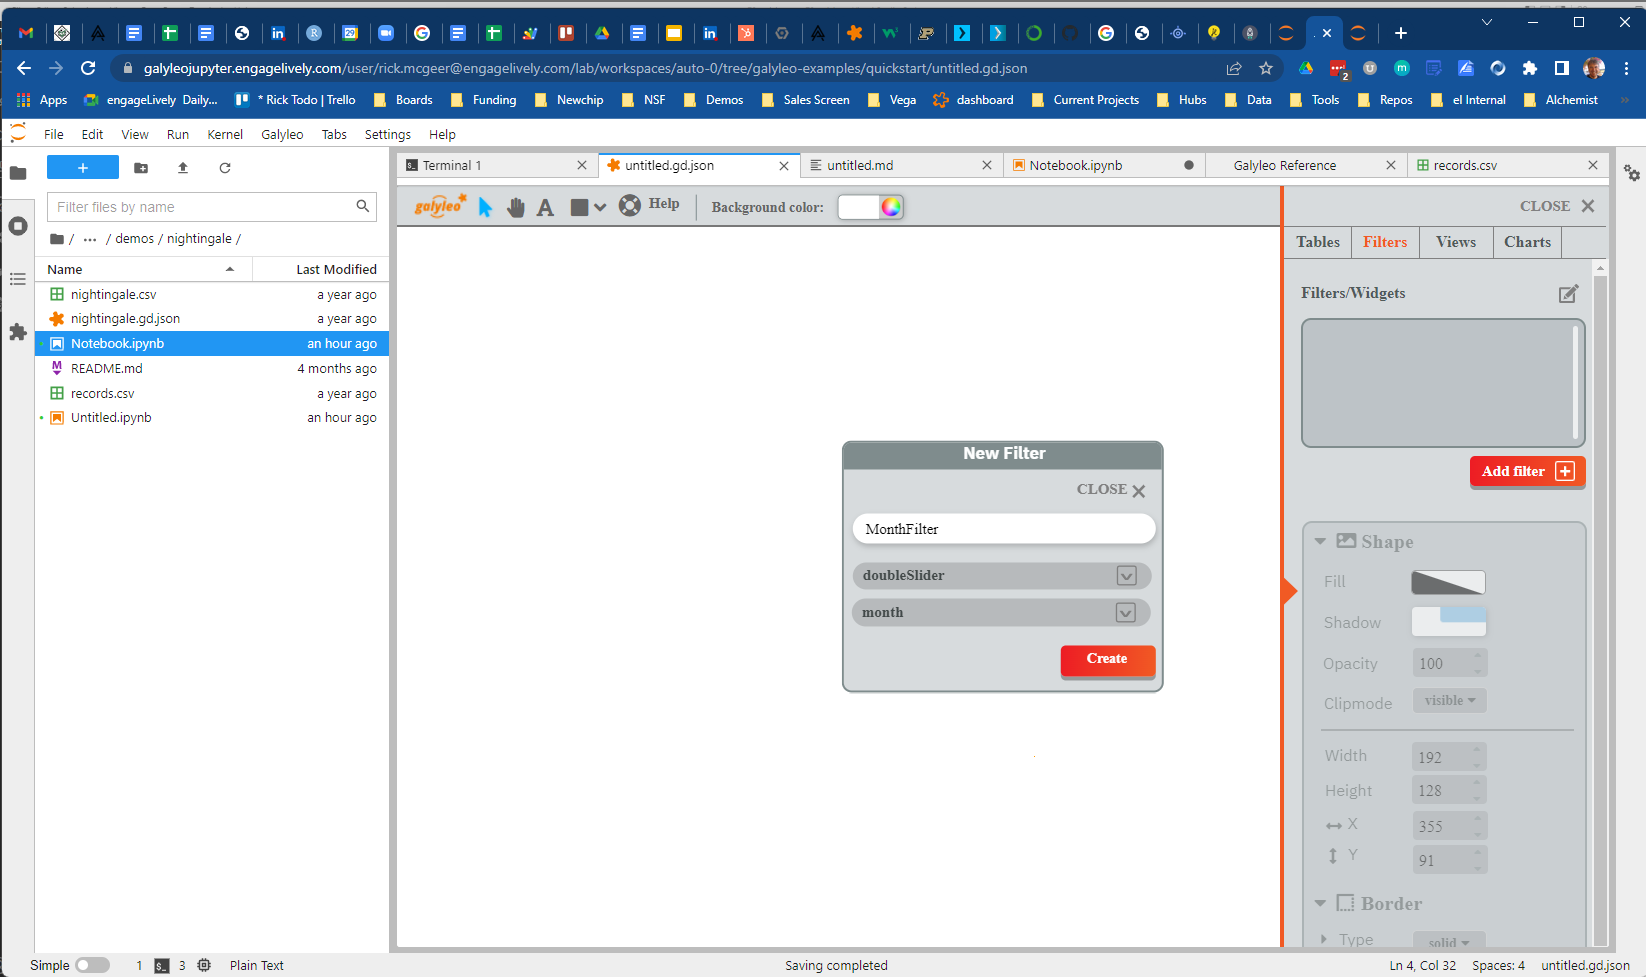 galyleojupyter.engagelively.com/user/rick.mcgeer@engagelively.com/lab/workspaces/auto-0/tree/galyleo-examples/quickstart/untitled.gd.json
Apps engageLively Daily... * Rick Todo | Trello Boards Funding Newchip NSF Demos Sales Screen Vega dashboard Current Projects Hubs Data Tools Repos el Internal Alchemist »
File Edit View Run Kernel Galyleo Tabs Settings Help
Terminal 1 untitled.gd.json untitled.md Notebook.ipynb Galyleo Reference records.csv
Filter files by name
/ ... / demos / nightingale /
Name Last Modified
nightingale.csv a year ago
nightingale.gd.json a year ago
Notebook.ipynb an hour ago
README.md 4 months ago
records.csv a year ago
Untitled.ipynb an hour ago
galyleo Help Background color:
CLOSE
Tables Filters Views Charts
Filters/Widgets
Add filter
New Filter
CLOSE
MonthFilter
doubleSlider
month
Create
Shape
Fill
Shadow
Opacity 100
Clipmode visible
Width 192
Height 128
X 355
Y 91
Border
Type solid
Simple 1 3 Plain Text Saving completed Ln 4, Col 32 Spaces: 4 untitled.gd.json